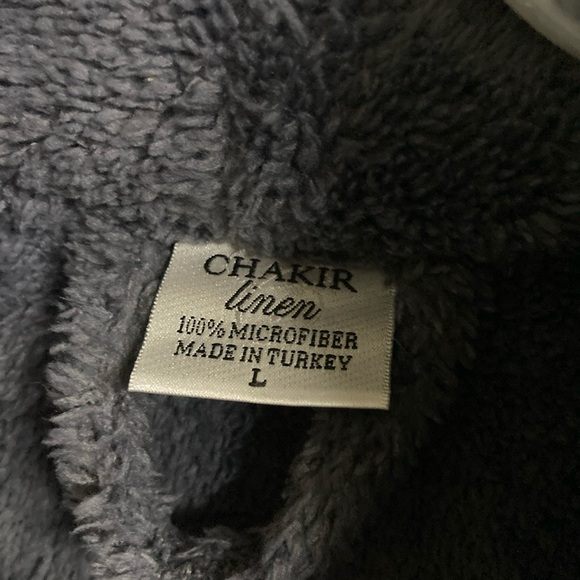 CHAKIR
linen
100% MICROFIBER
MADE IN TURKEY
L